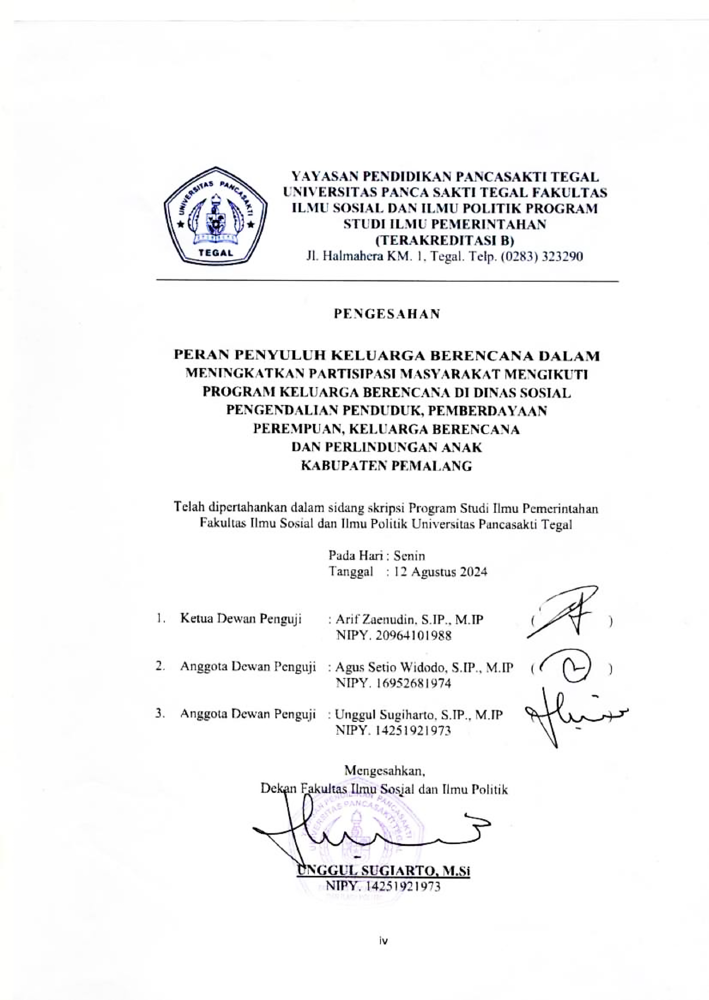 UNIVERSITAS PANCASAKTI
TEGAL
YAYASAN PENDIDIKAN PANCASAKTI TEGAL
UNIVERSITAS PANCA SAKTI TEGAL FAKULTAS
ILMU SOSIAL DAN ILMU POLITIK PROGRAM
STUDI ILMU PEMERINTAHAN
(TERAKREDITASI B)
Jl. Halmahera KM. 1, Tegal. Telp. (0283) 323290
PENGESAHAN
PERAN PENYULUH KELUARGA BERENCANA DALAM
MENINGKATKAN PARTISIPASI MASYARAKAT MENGIKUTI
PROGRAM KELUARGA BERENCANA DI DINAS SOSIAL
PENGENDALIAN PENDUDUK, PEMBERDAYAAN
PEREMPUAN, KELUARGA BERENCANA
DAN PERLINDUNGAN ANAK
KABUPATEN PEMALANG
Telah dipertahankan dalam sidang skripsi Program Studi Ilmu Pemerintahan
Fakultas Ilmu Sosial dan Ilmu Politik Universitas Pancasakti Tegal
Pada Hari : Senin
Tanggal : 12 Agustus 2024
1. Ketua Dewan Penguji : Arif Zaenudin, S.IP., M.IP ( )
NIPY. 20964101988
2. Anggota Dewan Penguji : Agus Setio Widodo, S.IP., M.IP ( )
NIPY. 16952681974
3. Anggota Dewan Penguji : Unggul Sugiharto, S.IP., M.IP ( )
NIPY. 14251921973
Mengesahkan,
Dekan Fakultas Ilmu Sosial dan Ilmu Politik
YAYASAN PENDIDIKAN PANCASAKTI
UNIVERSITAS PANCASAKTI TEGAL
UNGGUL SUGIARTO, M.Si
NIPY. 14251921973
iv